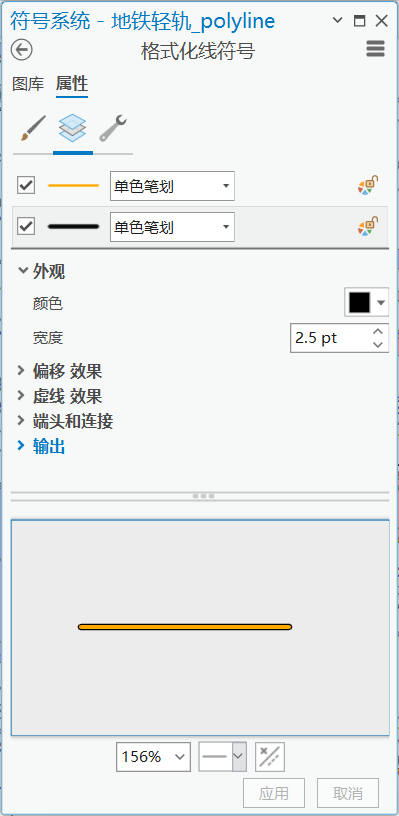 符号系统 - 地铁轻轨_polyline
格式化线符号
图库 属性
单色笔划
单色笔划
外观
颜色
宽度 2.5 pt
偏移 效果
虚线 效果
端头和连接
输出
156%
应用 取消